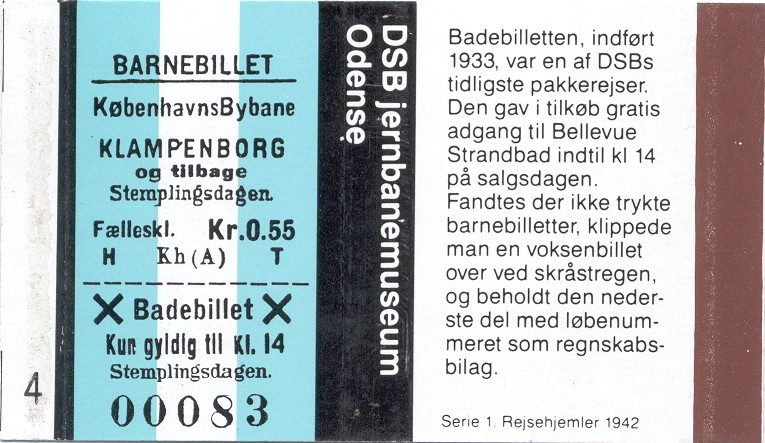 BARNEBILLET
KøbenhavnsBybane
KLAMPENBORG
og tilbage
Stemplingsdagen.
Fælleskl. Kr.0.55
H Kh (A) T
X Badebillet X
Kun gyldig til Kl. 14
Stemplingsdagen.
00083
4
DSB jernbanemuseum
Odense
Badebilletten, indført
1933, var en af DSBs
tidligste pakkerejser.
Den gav i tilkøb gratis
adgang til Bellevue
Strandbad indtil kl 14
på salgsdagen.
Fandtes der ikke trykte
barnebilletter, klippede
man en voksenbillet
over ved skråstregen,
og beholdt den neder-
ste del med løbenum-
meret som regnskabs-
bilag.
Serie 1. Rejsehjemler 1942